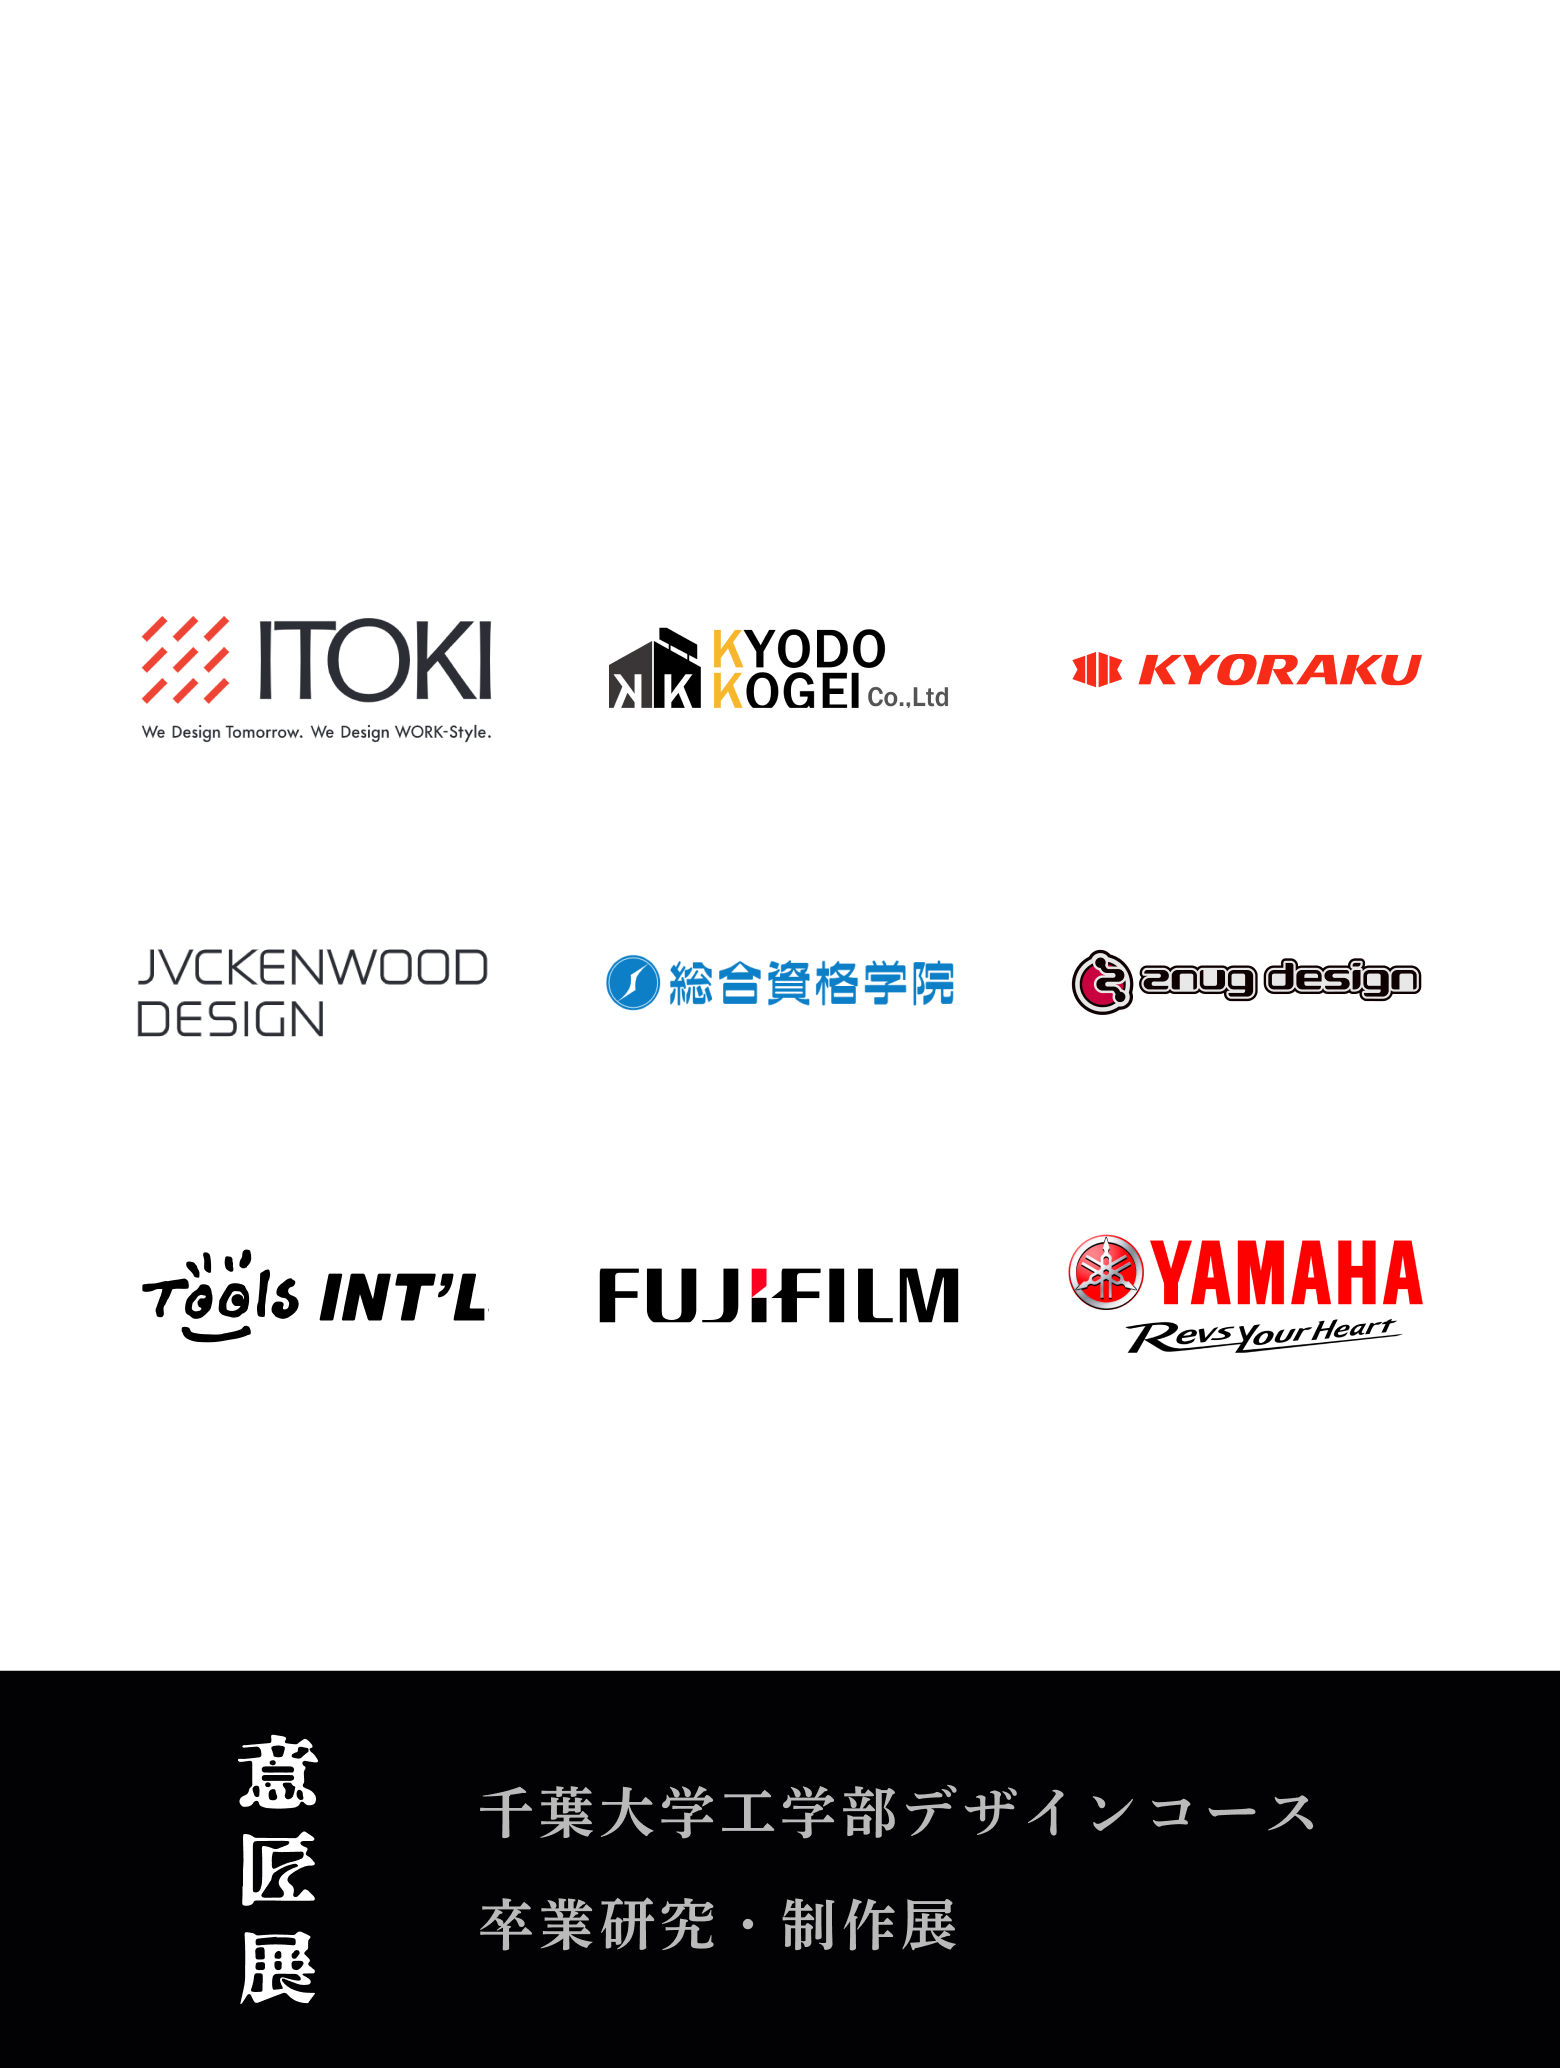 ITOKI
We Design Tomorrow. We Design WORK-Style.
KYODO
KOGEI Co.,Ltd
KYORAKU
JVCKENWOOD
DESIGN
総合資格学院
znug design
Tools INT'L
FUJIFILM
YAMAHA
Revs Your Heart
意匠展
千葉大学工学部デザインコース
卒業研究・制作展